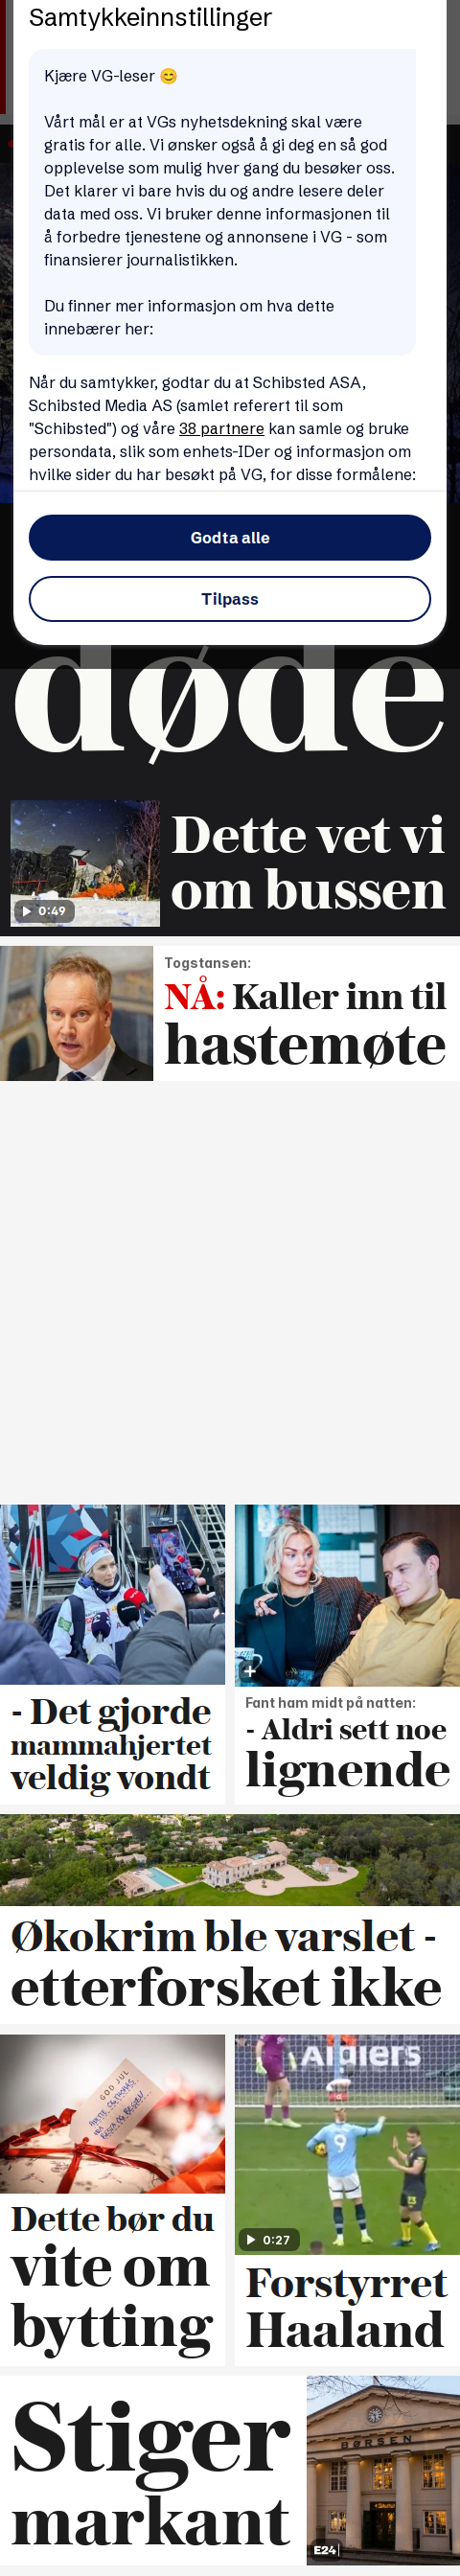 Samtykkeinnstillinger
Kjære VG-leser 😊
Vårt mål er at VGs nyhetsdekning skal være
gratis for alle. Vi ønsker også å gi deg en så god
opplevelse som mulig hver gang du besøker oss.
Det klarer vi bare hvis du og andre lesere deler
data med oss. Vi bruker denne informasjonen til
å forbedre tjenestene og annonsene i VG - som
finansierer journalistikken.
Du finner mer informasjon om hva dette
innebærer her:
Når du samtykker, godtar du at Schibsted ASA,
Schibsted Media AS (samlet referert til som
"Schibsted") og våre 38 partnere kan samle og bruke
persondata, slik som enhets-IDer og informasjon om
hvilke sider du har besøkt på VG, for disse formålene:
Godta alle
Tilpass
døde
0:49
Dette vet vi
om bussen
Togstansen:
NÅ: Kaller inn til
hastemøte
- Det gjorde
mammahjertet
veldig vondt
Fant ham midt på natten:
- Aldri sett noe
lignende
Økokrim ble varslet -
etterforsket ikke
GOD JUL
Dette bør du
vite om
bytting
9
23
0:27
Forstyrret
Haaland
Stiger
markant
BØRSEN
E24